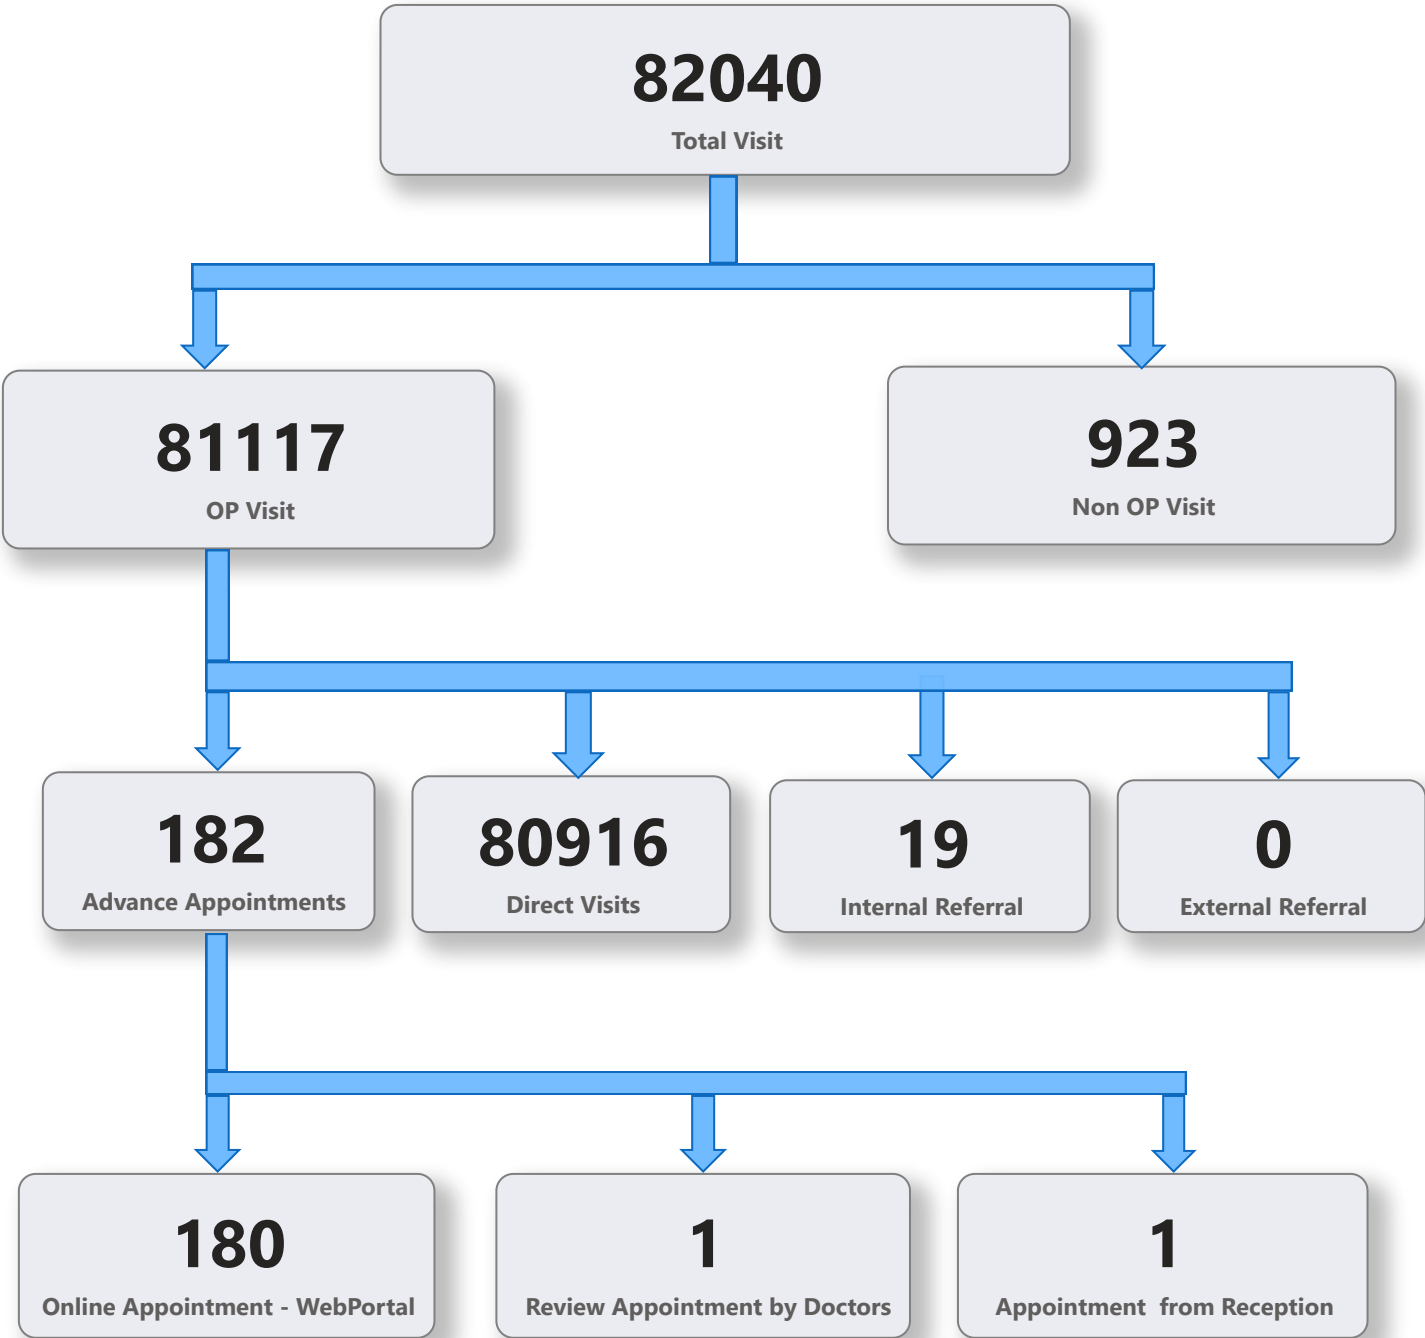 82040
Total Visit
81117
OP Visit
923
Non OP Visit
182
Advance Appointments
80916
Direct Visits
19
Internal Referral
0
External Referral
180
Online Appointment - WebPortal
1
Review Appointment by Doctors
1
Appointment  from Reception